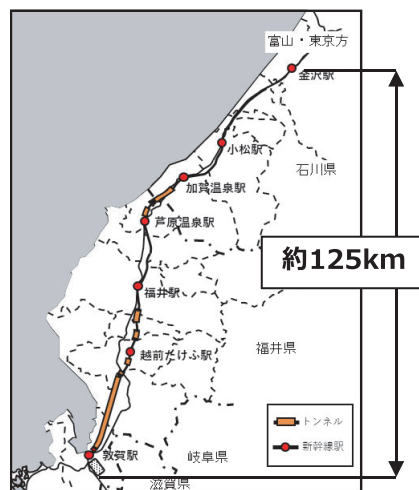 富山・東京方
金沢駅
小松駅
石川県
加賀温泉駅
芦原温泉駅
約125km
福井駅
福井県
越前たけふ駅
トンネル
新幹線駅
敦賀駅
岐阜県
滋賀県